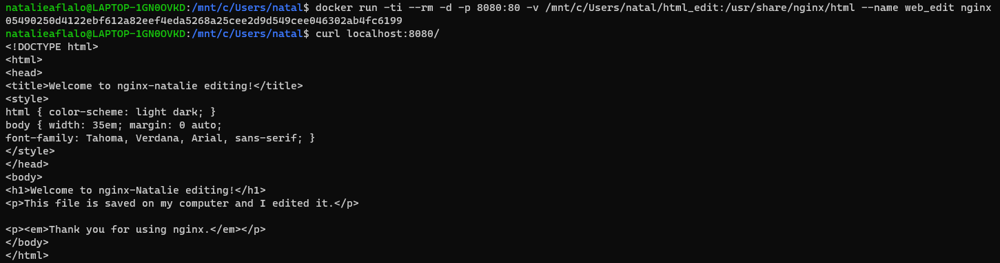 natalieaflalo@LAPTOP-1GN0OVKD:/mnt/c/Users/natal$ docker run -ti --rm -d -p 8080:80 -v /mnt/c/Users/natal/html_edit:/usr/share/nginx/html --name web_edit nginx
05490250d4122ebf612a82eef4eda5268a25cee2d9d549cee046302ab4fc6199
natalieaflalo@LAPTOP-1GN0OVKD:/mnt/c/Users/natal$ curl localhost:8080/
<!DOCTYPE html>
<html>
<head>
<title>Welcome to nginx-natalie editing!</title>
<style>
html { color-scheme: light dark; }
body { width: 35em; margin: 0 auto;
font-family: Tahoma, Verdana, Arial, sans-serif; }
</style>
</head>
<body>
<h1>Welcome to nginx-Natalie editing!</h1>
<p>This file is saved on my computer and I edited it.</p>

<p><em>Thank you for using nginx.</em></p>
</body>
</html>